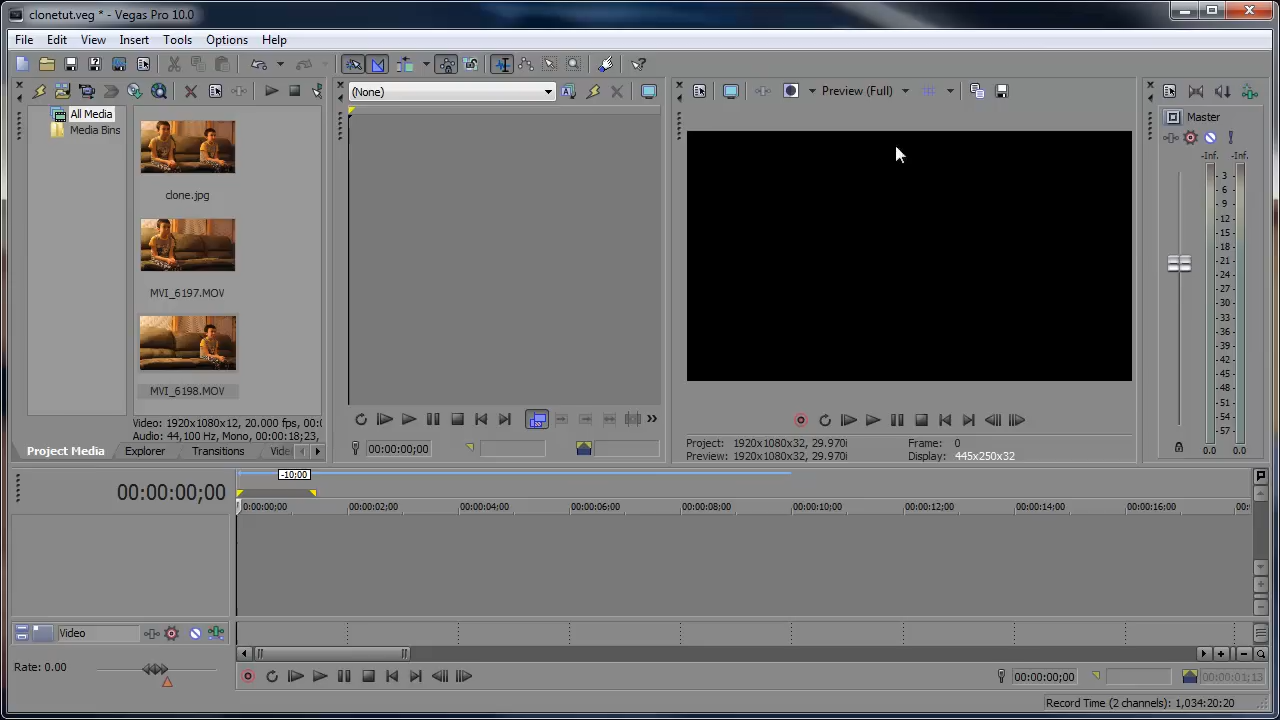 clonetut.veg * - Vegas Pro 10.0
File Edit View Insert Tools Options Help
(None)
Preview (Full)
All Media
Media Bins
Master
-Inf. -Inf.
3
6
9
12
15
18
21
24
27
30
33
36
39
42
45
48
51
54
57
0.0 0.0
clone.jpg
MVI_6197.MOV
MVI_6198.MOV
Video: 1920x1080x12, 20.000 fps, 00:
Audio: 44,100 Hz, Mono, 00:00:18;23,
Project Media Explorer Transitions
00:00:00;00
Project: 1920x1080x32, 29.970i
Preview: 1920x1080x32, 29.970i
Frame: 0
Display: 445x250x32
-10;00
00:00:00;00
0:00:00;00 00:00:02;00 00:00:04;00 00:00:06;00 00:00:08;00 00:00:10;00 00:00:12;00 00:00:14;00 00:00:16;00
Video
Rate: 0.00
00:00:00;00
00:00:01;13
Record Time (2 channels): 1,034:20:20